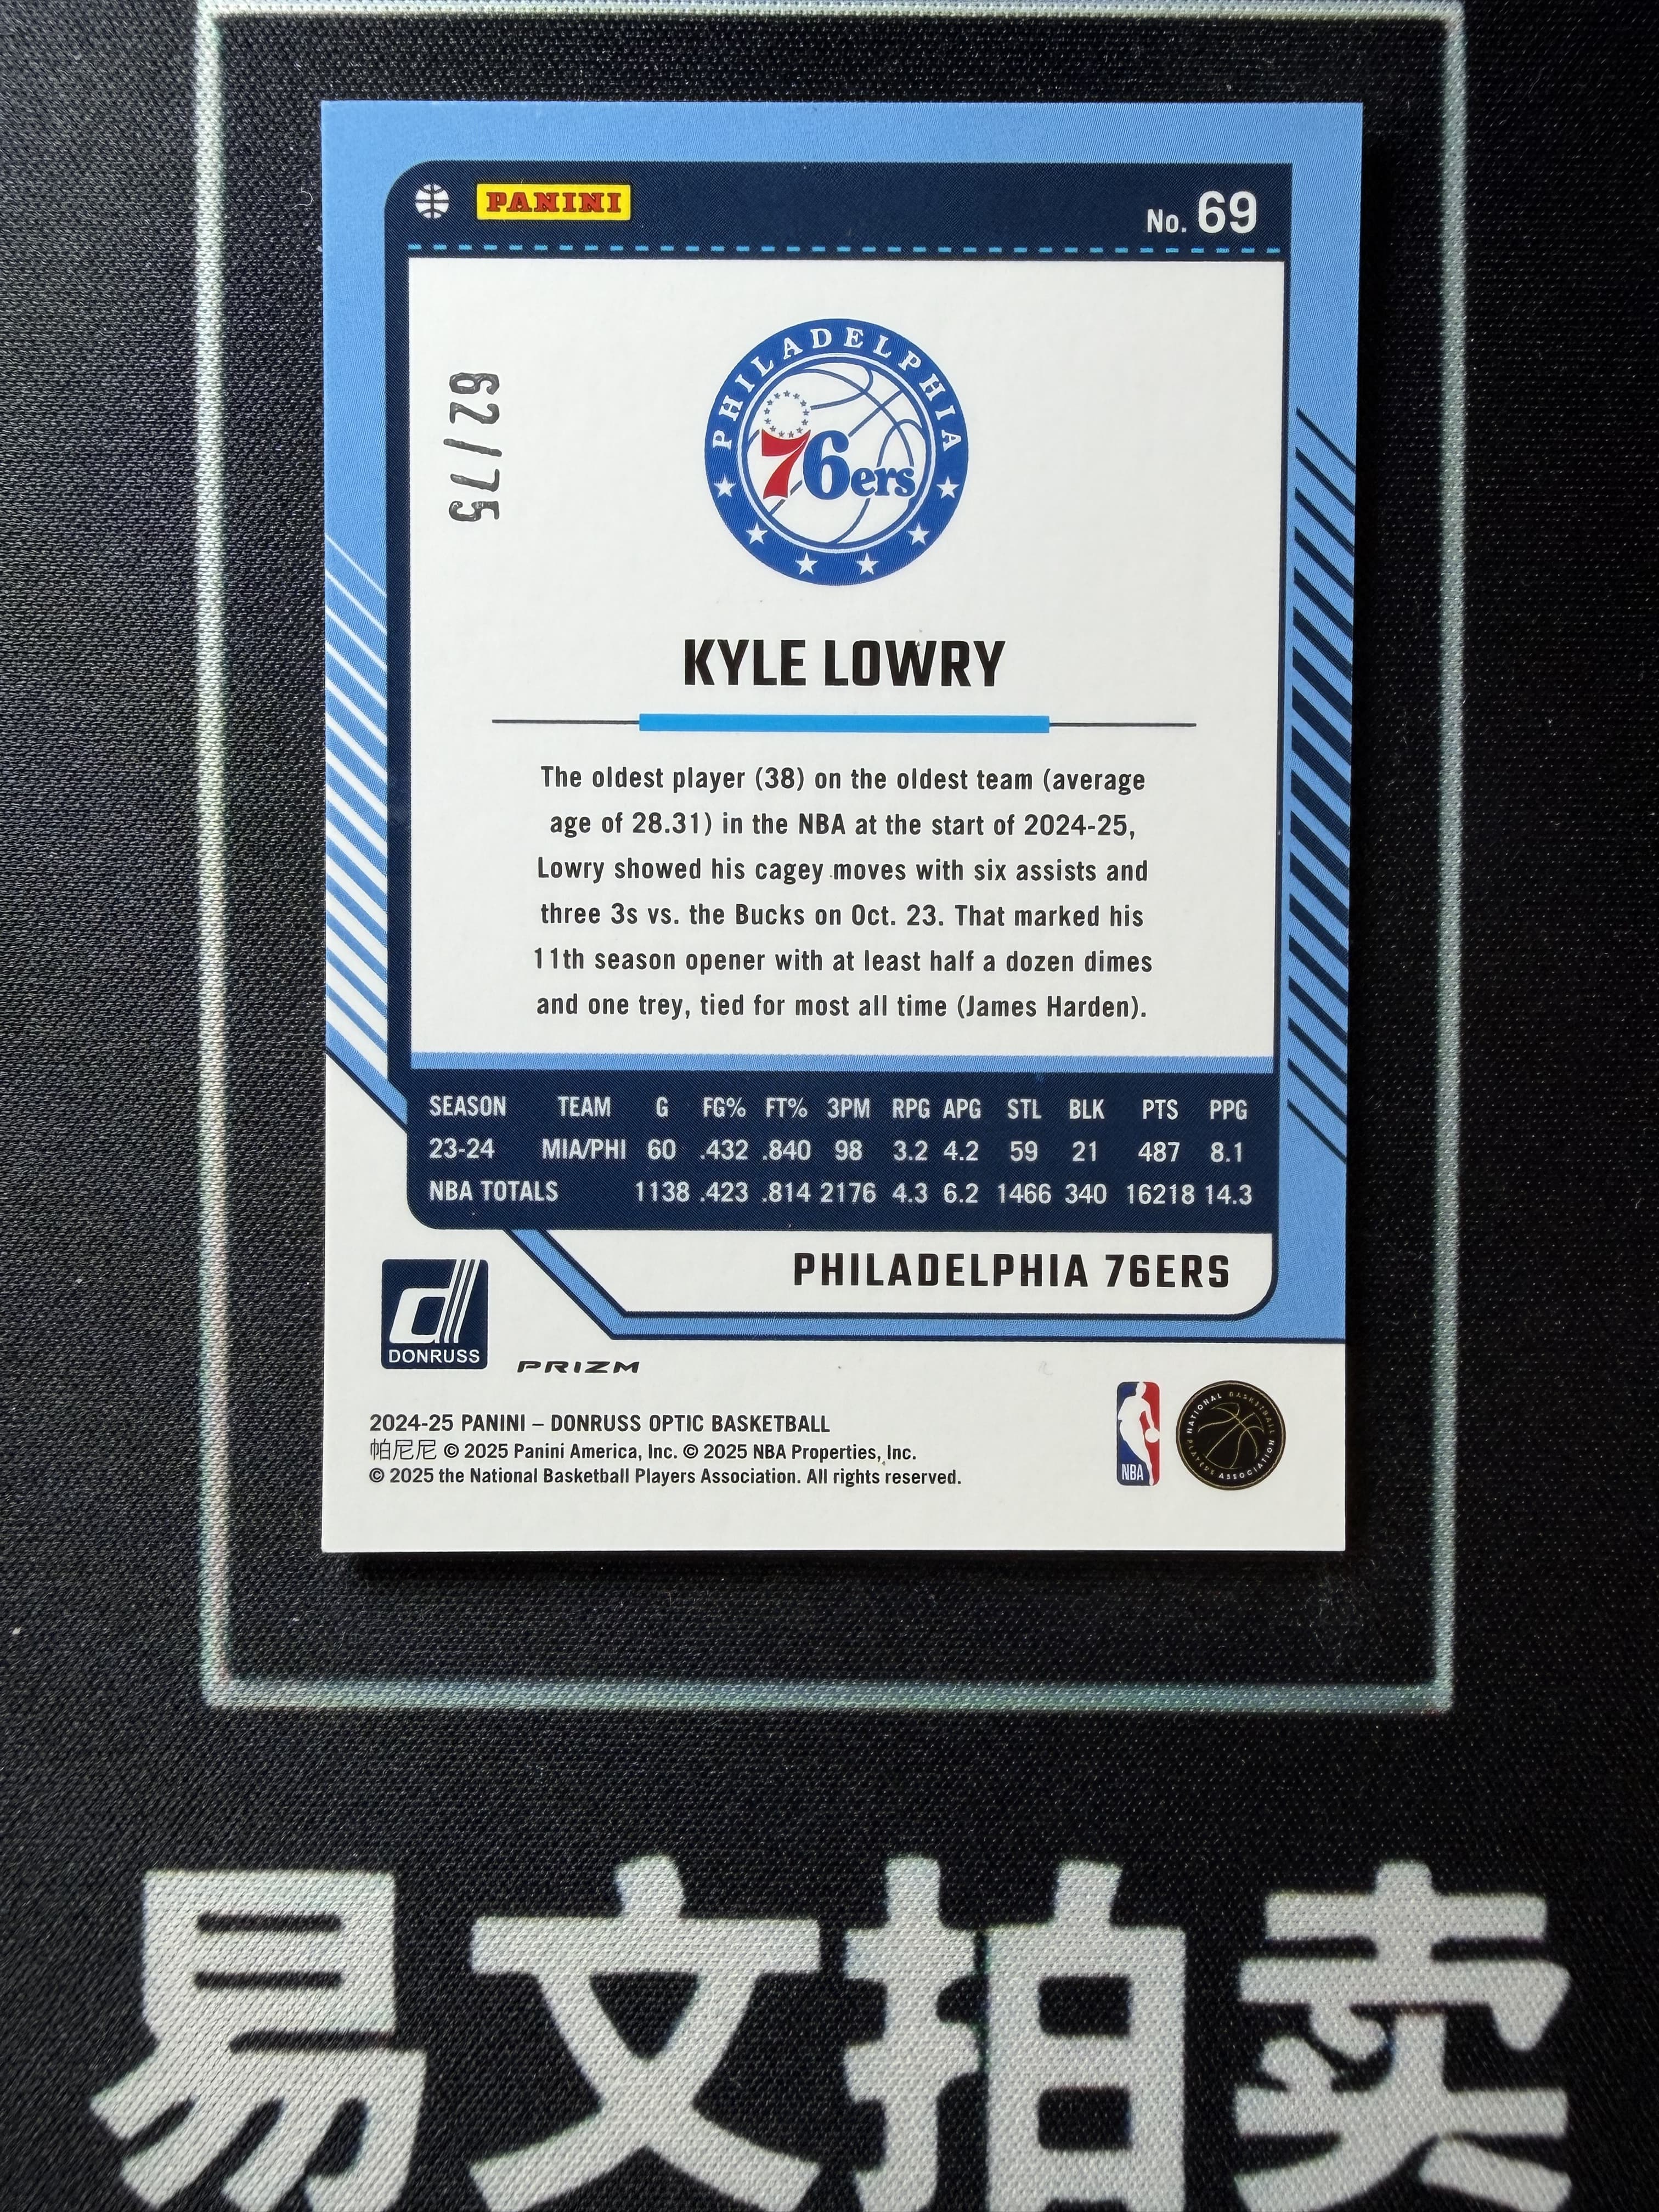 PANINI
No. 69
62/75
PHILADELPHIA
76ers
KYLE LOWRY
The oldest player (38) on the oldest team (average
age of 28.31) in the NBA at the start of 2024-25,
Lowry showed his cagey moves with six assists and
three 3s vs. the Bucks on Oct. 23. That marked his
11th season opener with at least half a dozen dimes
and one trey, tied for most all time (James Harden).
SEASON TEAM G FG% FT% 3PM RPG APG STL BLK PTS PPG
23-24 MIA/PHI 60 .432 .840 98 3.2 4.2 59 21 487 8.1
NBA TOTALS 1138 .423 .814 2176 4.3 6.2 1466 340 16218 14.3
PHILADELPHIA 76ERS
DONRUSS
PRIZM
2024-25 PANINI – DONRUSS OPTIC BASKETBALL
帕尼尼 © 2025 Panini America, Inc. © 2025 NBA Properties, Inc.
© 2025 the National Basketball Players Association. All rights reserved.
NBA
NATIONAL BASKETBALL PLAYERS ASSOCIATION
易文拍卖